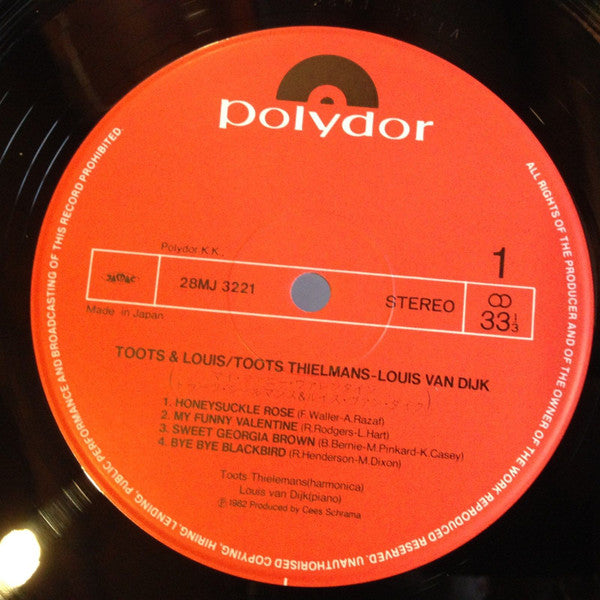 polydor
ALL RIGHTS OF THE PRODUCER AND OF THE OWNER OF THE WORK REPRODUCED RESERVED. UNAUTHORISED COPYING, HIRING, LENDING, PUBLIC PERFORMANCE AND BROADCASTING OF THIS RECORD PROHIBITED.
Polydor K.K.,
1
28MJ 3221
STEREO
33⅓
Made in Japan
TOOTS & LOUIS/TOOTS THIELMANS-LOUIS VAN DIJK
1. HONEYSUCKLE ROSE (F.Waller-A.Razaf)
2. MY FUNNY VALENTINE (R.Rodgers-L.Hart)
3. SWEET GEORGIA BROWN (B.Bernie-M.Pinkard-K.Casey)
4. BYE BYE BLACKBIRD (R.Henderson-M.Dixon)
Toots Thielemans(harmonica)
Louis van Dijk(piano)
Ⓟ1982 Produced by Cees Schrama